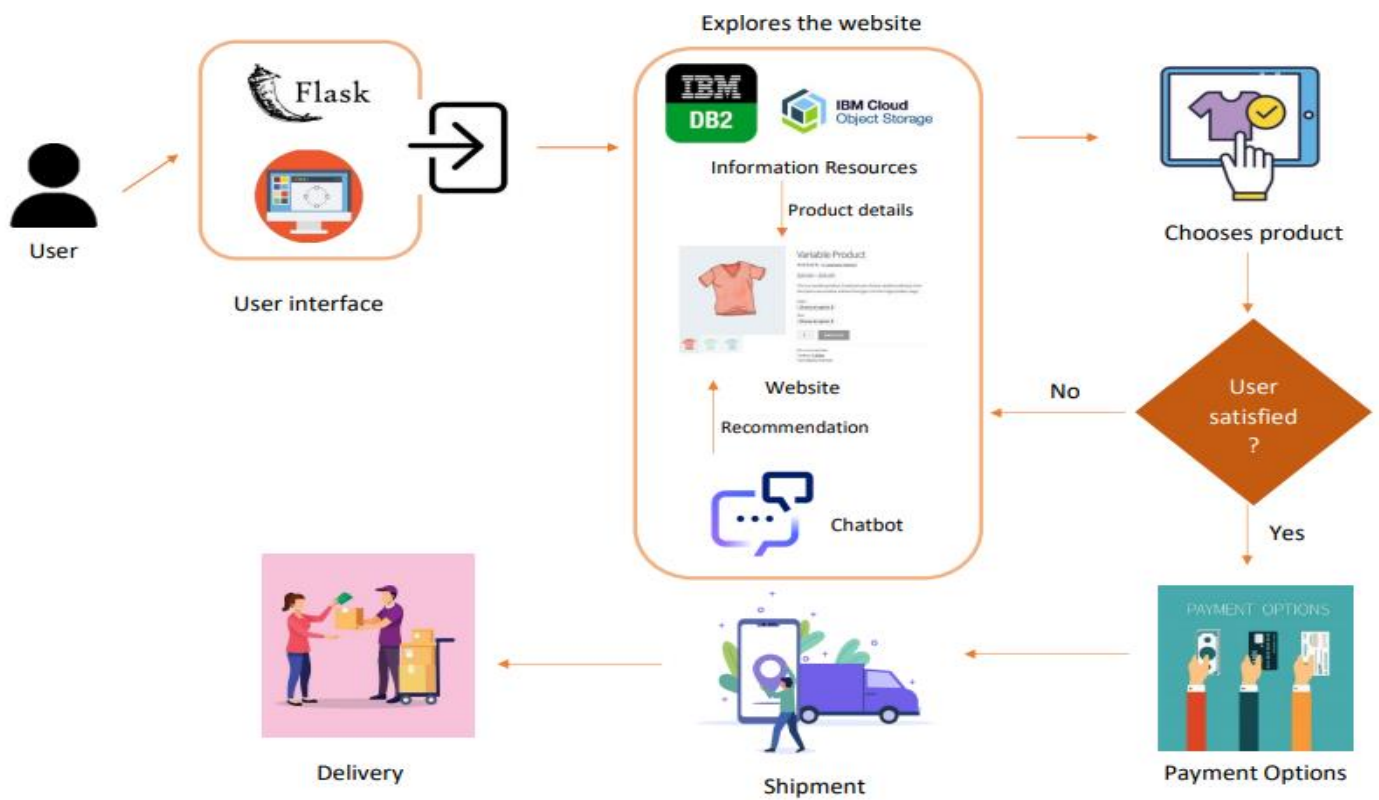 Explores the website
Flask
IBM
DB2
IBM Cloud
Object Storage
Information Resources
Product details
Variable Product
Website
Recommendation
Chatbot
User
User interface
Chooses product
User
satisfied
?
No
Yes
PAYMENT OPTIONS
Payment Options
Shipment
Delivery